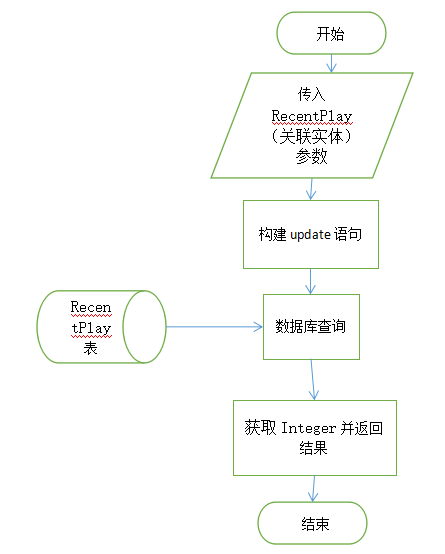 开始
传入
RecentPlay
（关联实体）
参数
构建 update 语句
Recen
tPlay
表
数据库查询
获取 Integer 并返回
结果
结束